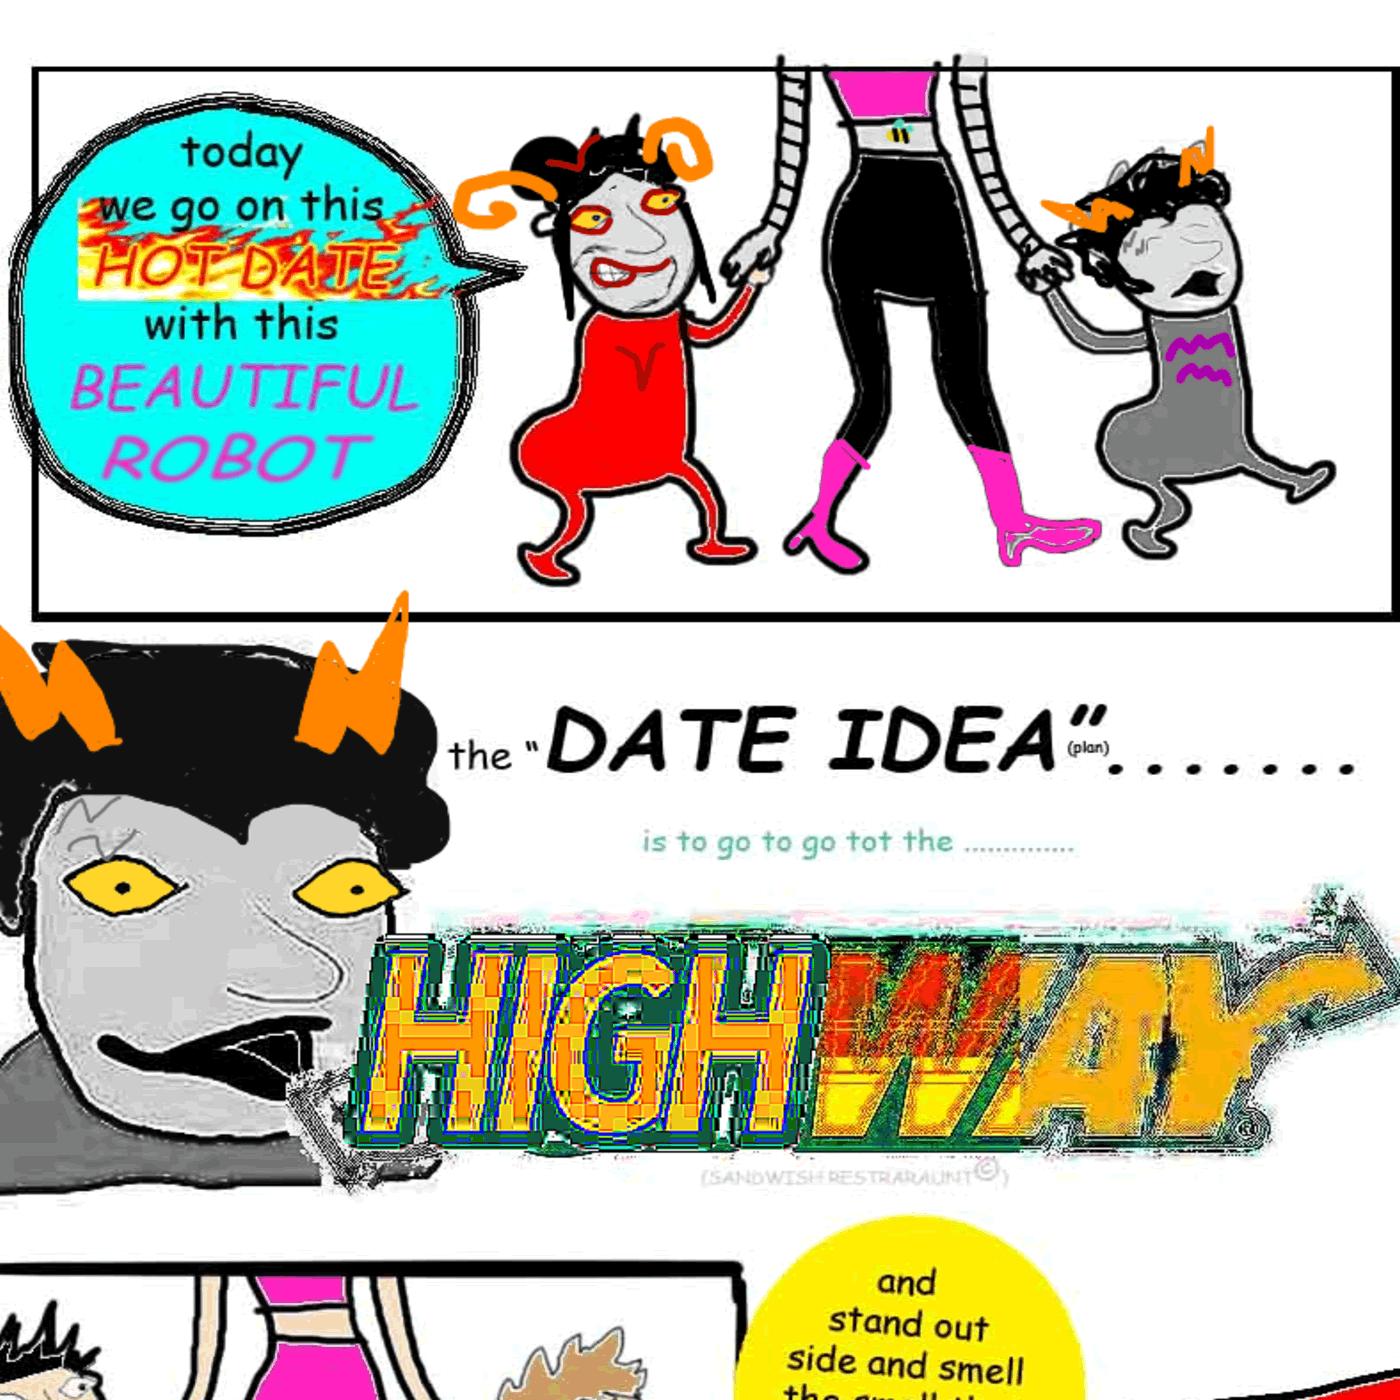 today
we go on this
HOT DATE
with this
BEAUTIFUL
ROBOT
the "DATE IDEA" (plan).......
is to go to go tot the ..............
HIGHWAY®
(SANDWISH RESTRARAUNT©)
and
stand out
side and smell